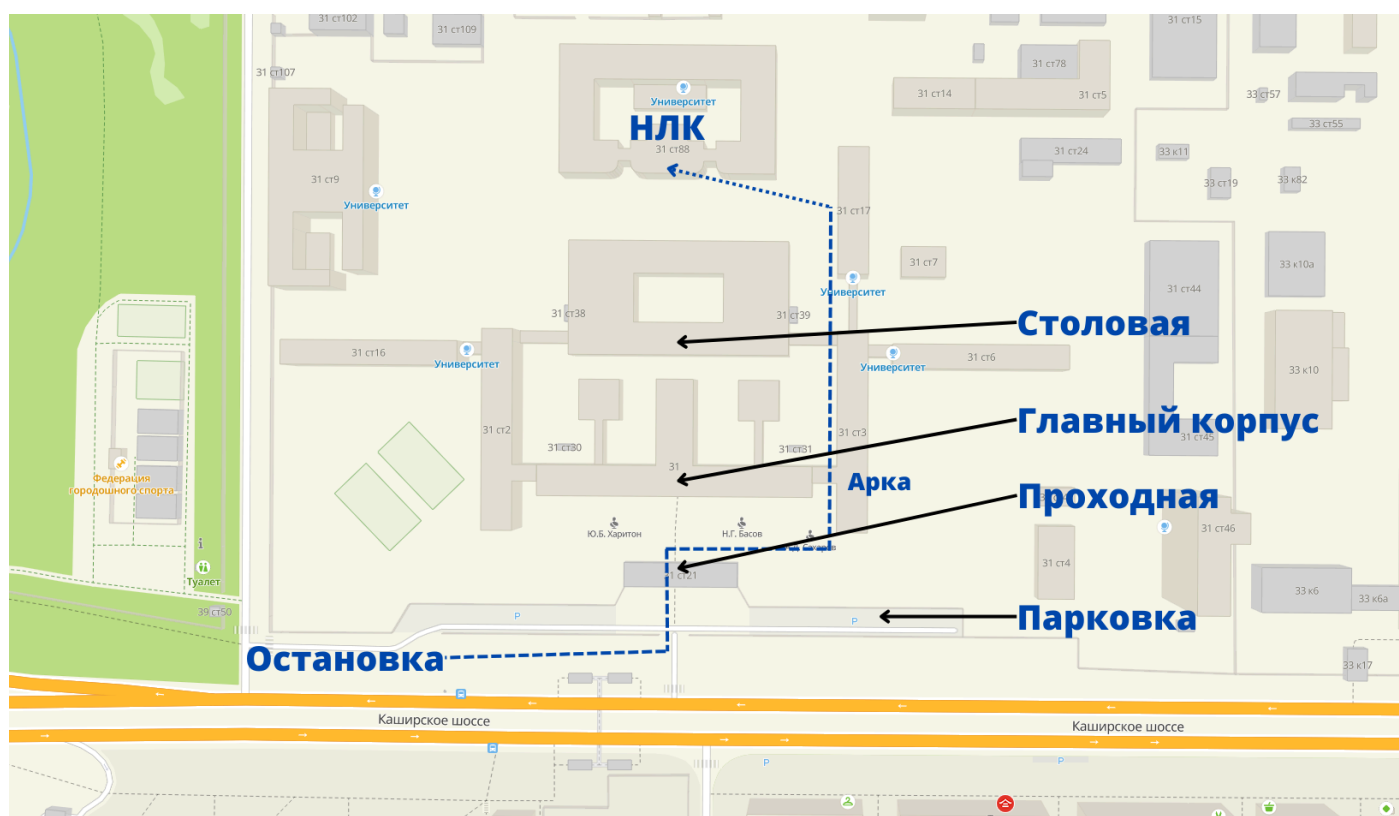 31 ст102
31 ст109
31 ст15
31 ст107
31 ст78
31 ст14
31 ст5
33 ст57
Университет
НЛК
31 ст88
33 ст55
31 ст24
33 к11
31 ст9
33 ст19
33 к82
Университет
31 ст17
31 ст7
33 к10а
Университет
31 ст44
31 ст38
31 ст39
Столовая
31 ст16
Университет
31 ст6
Университет
33 к10
Главный корпус
31 ст2
31 ст3
31 ст45
31 ст30
31 ст31
31
Федерация
городошного спорта
Арка
Проходная
Ю.Б. Харитон
Н.Г. Басов
31 ст46
31 ст4
Туалет
31 ст21
33 к6
33 к6а
39 ст50
P
P
Парковка
Остановка
33 к17
Каширское шоссе
Каширское шоссе
P
P